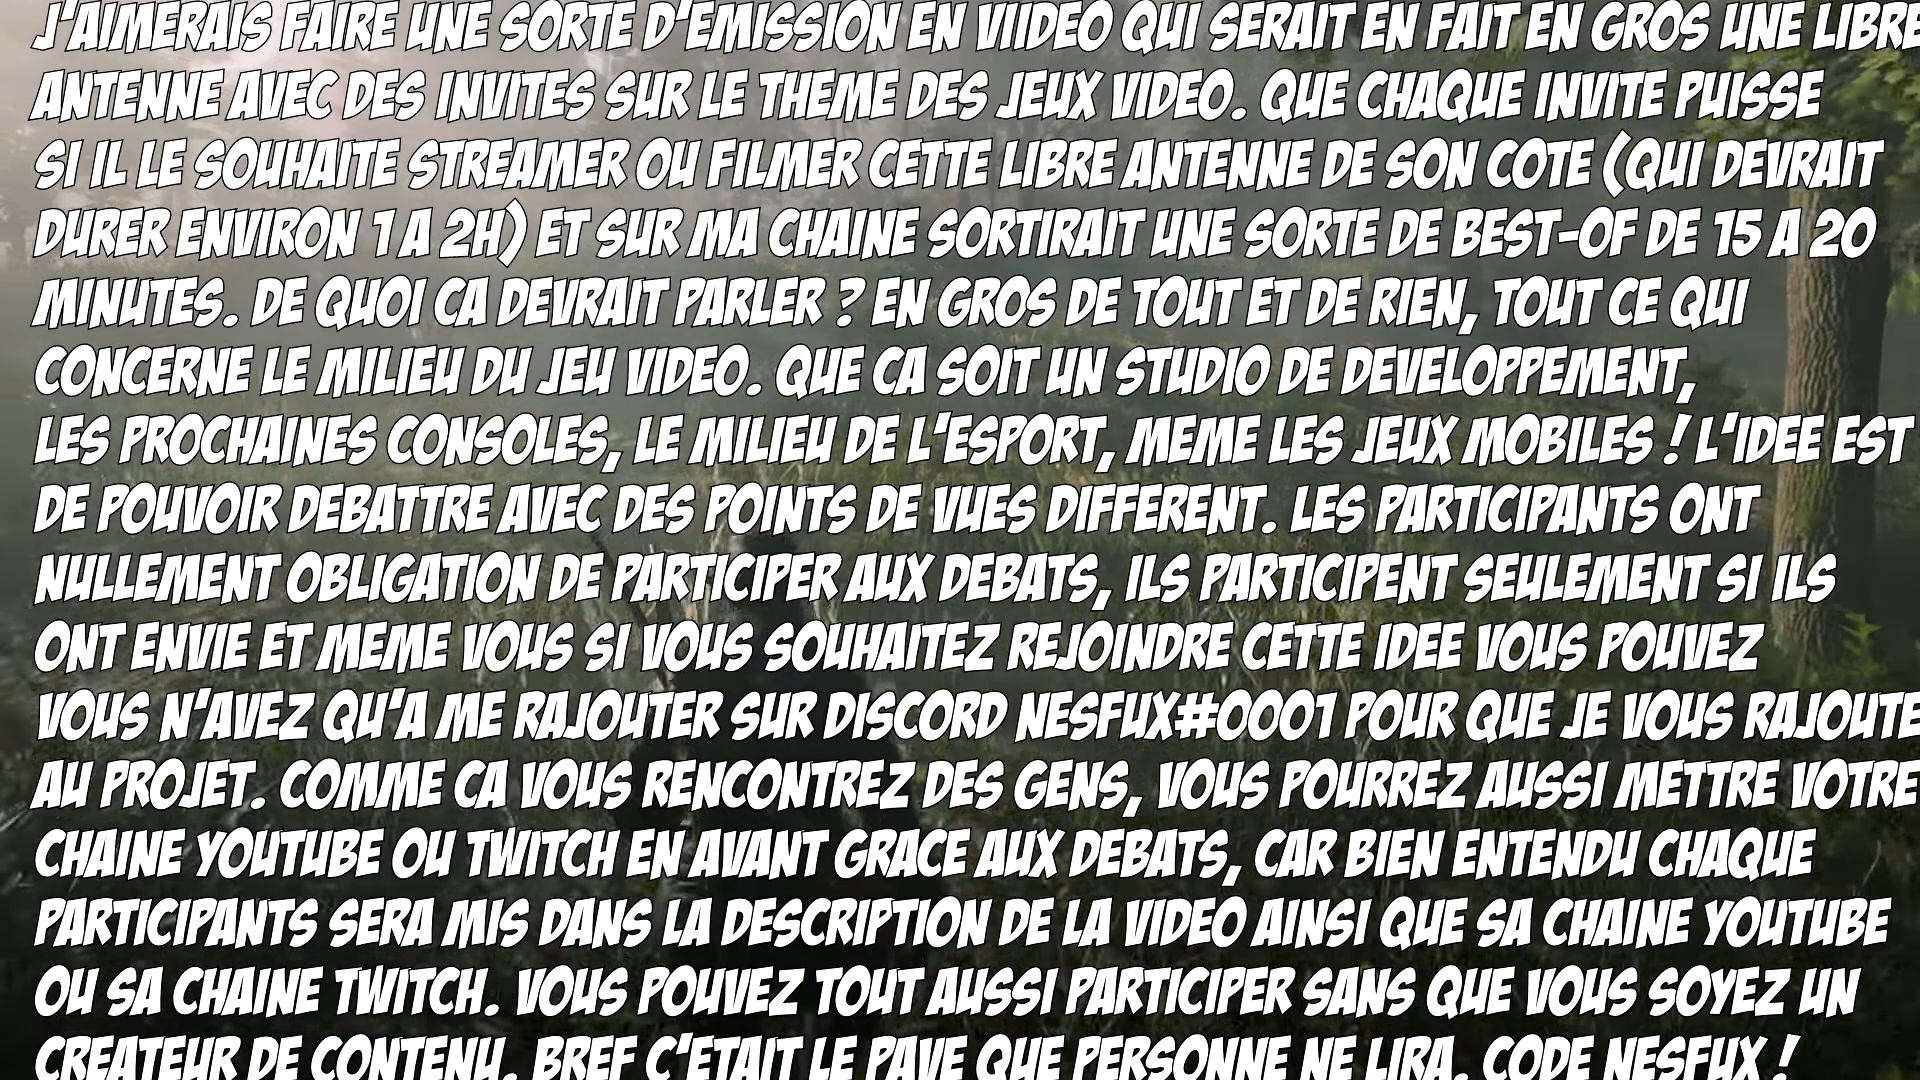 J'AIMERAIS FAIRE UNE SORTE D'EMISSION EN VIIDEO QUI SERAIT EN FAIT EN GROS UNE LIBRE
ANTENNE AVEC DES INVITES SUR LE THEME DES JEUX VIDEO. QUE CHAQUE INVITE PUISSE
SI IL LE SOUHAITE STREAMER OU FILMER CETTE LIBRE ANTENNE DE SON COTE (QUI DEVRAIT
DURER ENVIRON 1 A 2H) ET SUR MA CHAINE SORTIRAIT UNE SORTE DE BEST-OF DE 15 A 20
MINUTES. DE QUOI CA DEVRAIT PARLER ? EN GROS DE TOUT ET DE RIEN, TOUT CE QUI
CONCERNE LE MILIEU DU JEU VIDEO. QUE CA SOIT UN STUDIO DE DEVELOPPEMENT,
LES PROCHAINES CONSOLES, LE MILIEU DE L'ESPORT, MEME LES JEUX MOBILES ! L'IDEE EST
DE POUVOIR DEBATTRE AVEC DES POINTS DE VUES DIFFERENT. LES PARTICIPANTS ONT
NULLEMENT OBLIGATION DE PARTICIPER AUX DEBATS, ILS PARTICIPENT SEULEMENT SI ILS
ONT ENVIE ET MEME VOUS SI VOUS SOUHAITEZ REJOINDRE CETTE IDEE VOUS POUVEZ
VOUS N'AVEZ QU'A ME RAJOUTER SUR DISCORD NESFUX#0001 POUR QUE JE VOUS RAJOUTE
AU PROJET. COMME CA VOUS RENCONTREZ DES GENS, VOUS POURREZ AUSSI METTRE VOTRE
CHAINE YOUTUBE OU TWITCH EN AVANT GRACE AUX DEBATS, CAR BIEN ENTENDU CHAQUE
PARTICIPANTS SERA MIS DANS LA DESCRIPTION DE LA VIDEO AINSI QUE SA CHAINE YOUTUBE
OU SA CHAINE TWITCH. VOUS POUVEZ TOUT AUSSI PARTICIPER SANS QUE VOUS SOYEZ UN
CREATEUR DE CONTENU. BREF C'ETAIT LE PAVE QUE PERSONNE NE LIRA. CODE NESFUX !